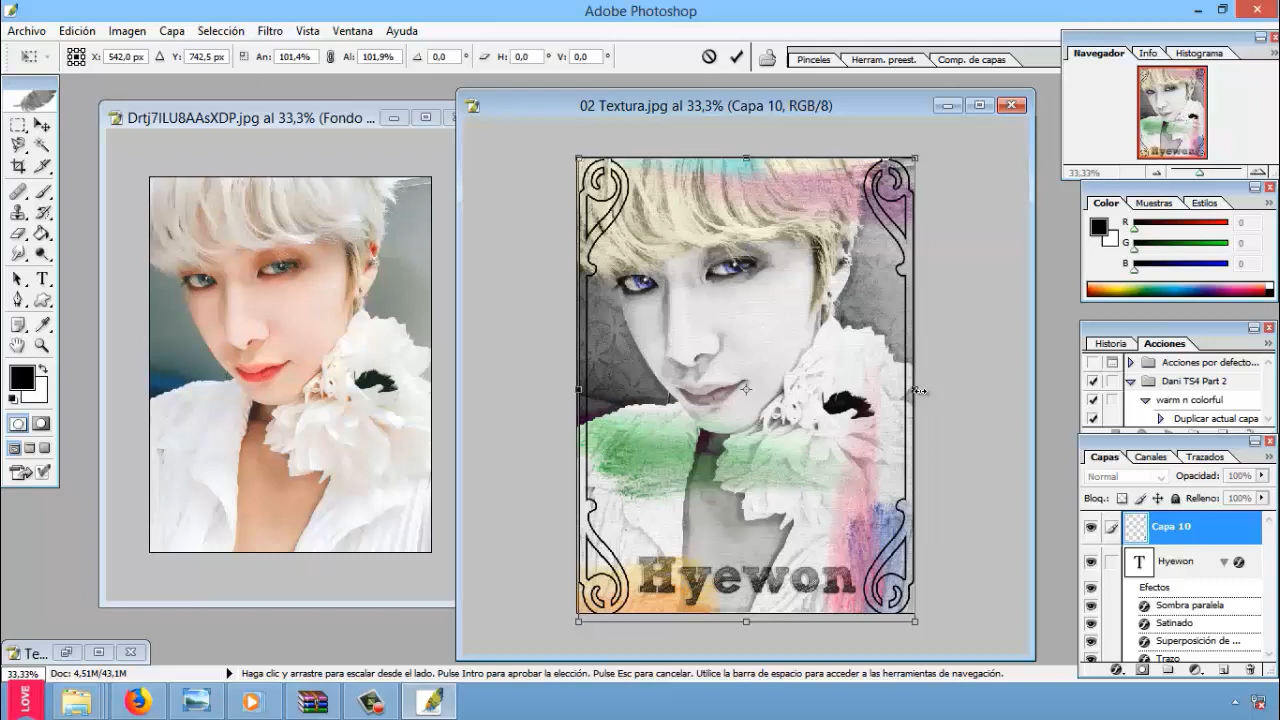 Adobe Photoshop
Archivo Edición Imagen Capa Selección Filtro Vista Ventana Ayuda
X: 542,0 px Y: 742,5 px An: 101,4% Al: 101,9% 0,0 H: 0,0 V: 0,0
Pinceles Herram. preest. Comp. de capas
Navegador Info Histograma
33,33%
Drtj7ILU8AAsXDP.jpg al 33,3% (Fondo ...
02 Textura.jpg al 33,3% (Capa 10, RGB/8)
Hyewon
Color Muestras Estilos
R 0
G 0
B 0
Historia Acciones
Acciones por defecto...
Dani TS4 Part 2
warm n colorful
Duplicar actual capa
Capas Canales Trazados
Normal Opacidad: 100%
Bloq.: Relleno: 100%
Capa 10
T Hyewon
Efectos
Sombra paralela
Satinado
Superposición de ...
Trazo
Te...
33,33% Doc: 4,51M/43,1M Haga clic y arrastre para escalar desde el lado. Pulse Intro para aprobar la elección. Pulse Esc para cancelar. Utilice la barra de espacio para acceder a las herramientas de navegación.
LOVE